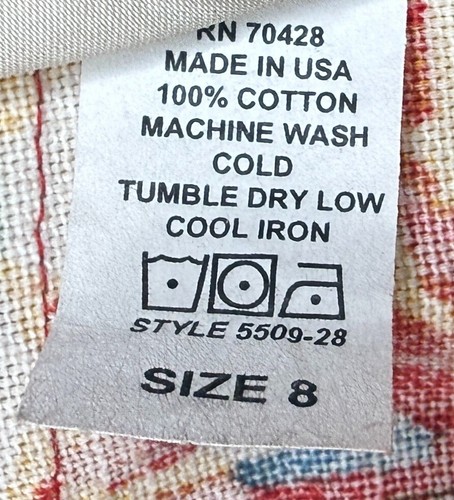 RN 70428
MADE IN USA
100% COTTON
MACHINE WASH
COLD
TUMBLE DRY LOW
COOL IRON
STYLE 5509-28
SIZE 8